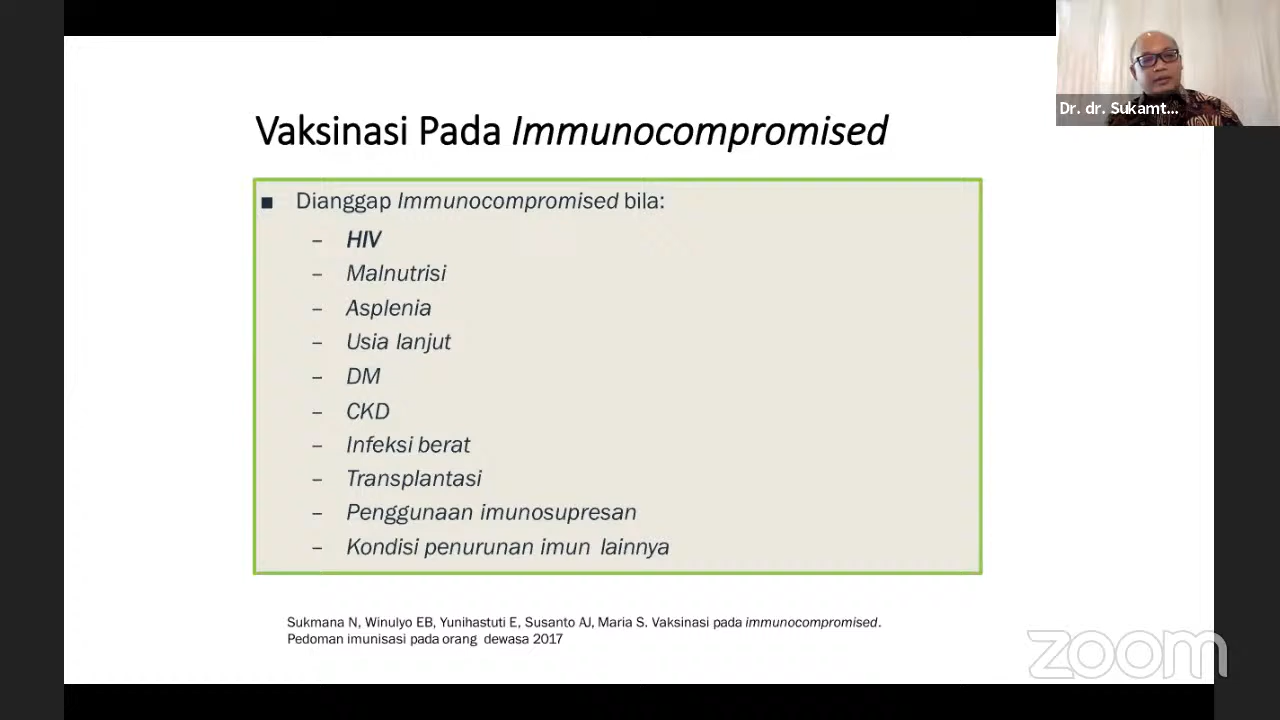 Dr. dr. Sukamt...
Vaksinasi Pada Immunocompromised
■ Dianggap Immunocompromised bila:
– HIV
– Malnutrisi
– Asplenia
– Usia lanjut
– DM
– CKD
– Infeksi berat
– Transplantasi
– Penggunaan imunosupresan
– Kondisi penurunan imun lainnya
Sukmana N, Winulyo EB, Yunihastuti E, Susanto AJ, Maria S. Vaksinasi pada immunocompromised.
Pedoman imunisasi pada orang dewasa 2017
zoom